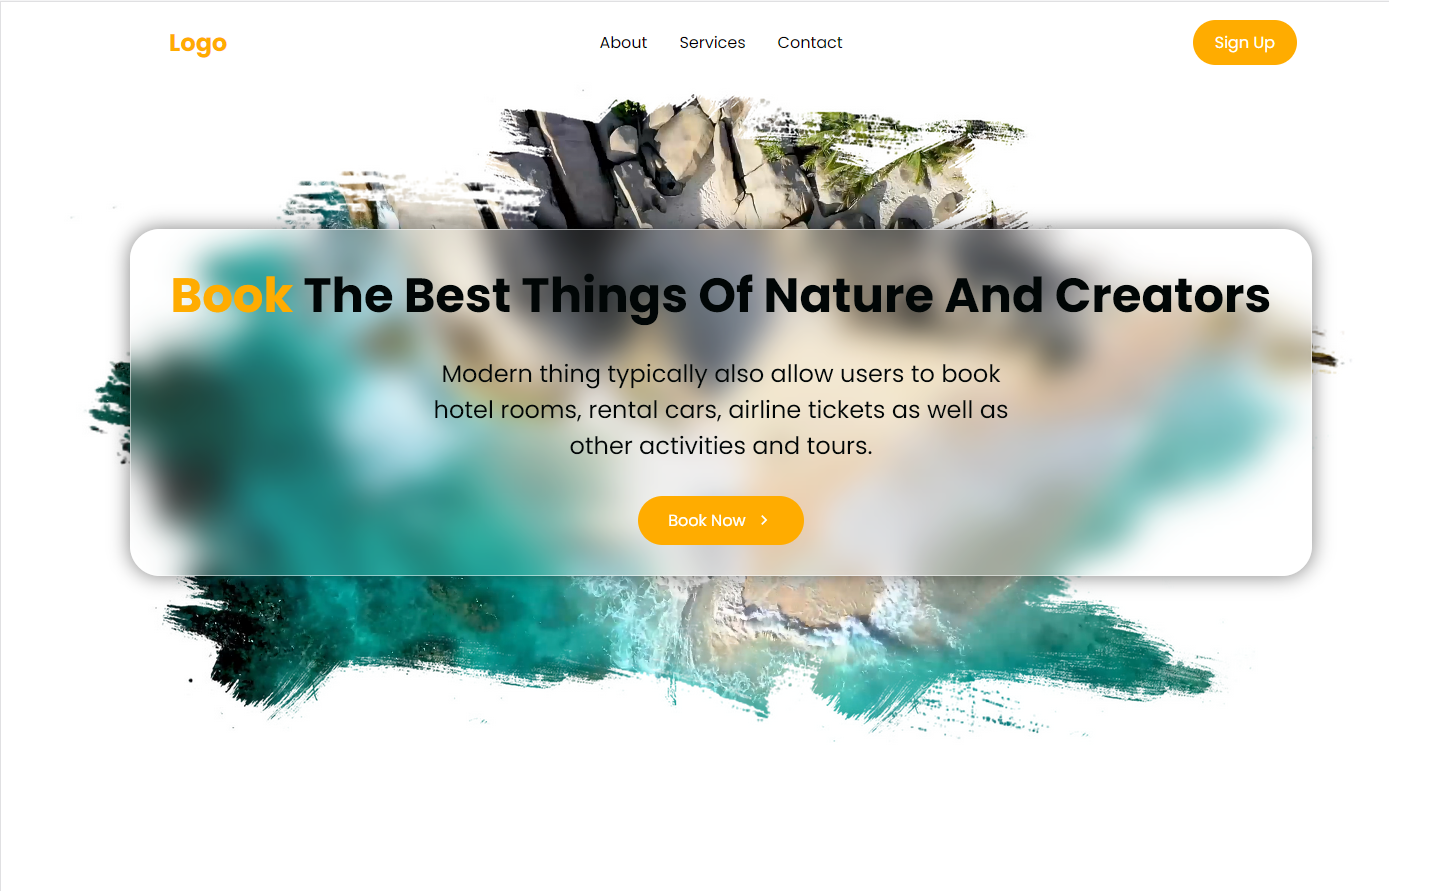 Logo
About Services Contact
Sign Up
Book The Best Things Of Nature And Creators
Modern thing typically also allow users to book
hotel rooms, rental cars, airline tickets as well as
other activities and tours.
Book Now